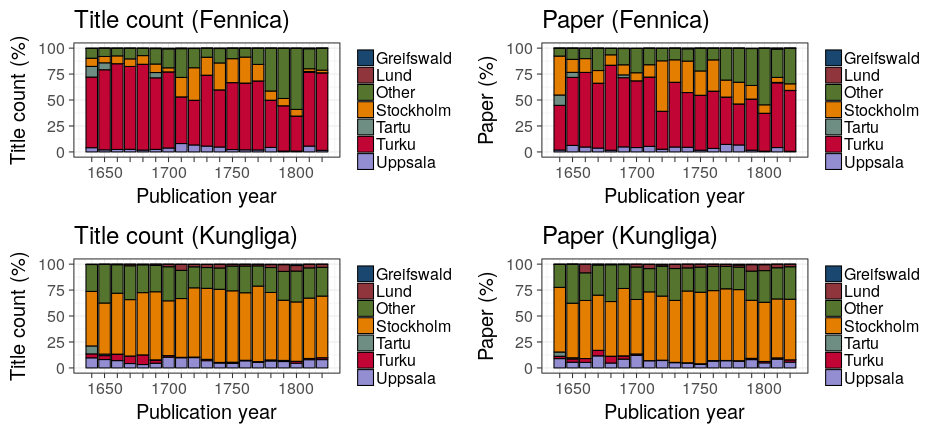 Title count (Fennica)
Title count (%)
100
75
50
25
0
1650
1700
1750
1800
Publication year
Greifswald
Lund
Other
Stockholm
Tartu
Turku
Uppsala
Paper (Fennica)
Paper (%)
100
75
50
25
0
1650
1700
1750
1800
Publication year
Greifswald
Lund
Other
Stockholm
Tartu
Turku
Uppsala
Title count (Kungliga)
Title count (%)
100
75
50
25
0
1650
1700
1750
1800
Publication year
Greifswald
Lund
Other
Stockholm
Tartu
Turku
Uppsala
Paper (Kungliga)
Paper (%)
100
75
50
25
0
1650
1700
1750
1800
Publication year
Greifswald
Lund
Other
Stockholm
Tartu
Turku
Uppsala